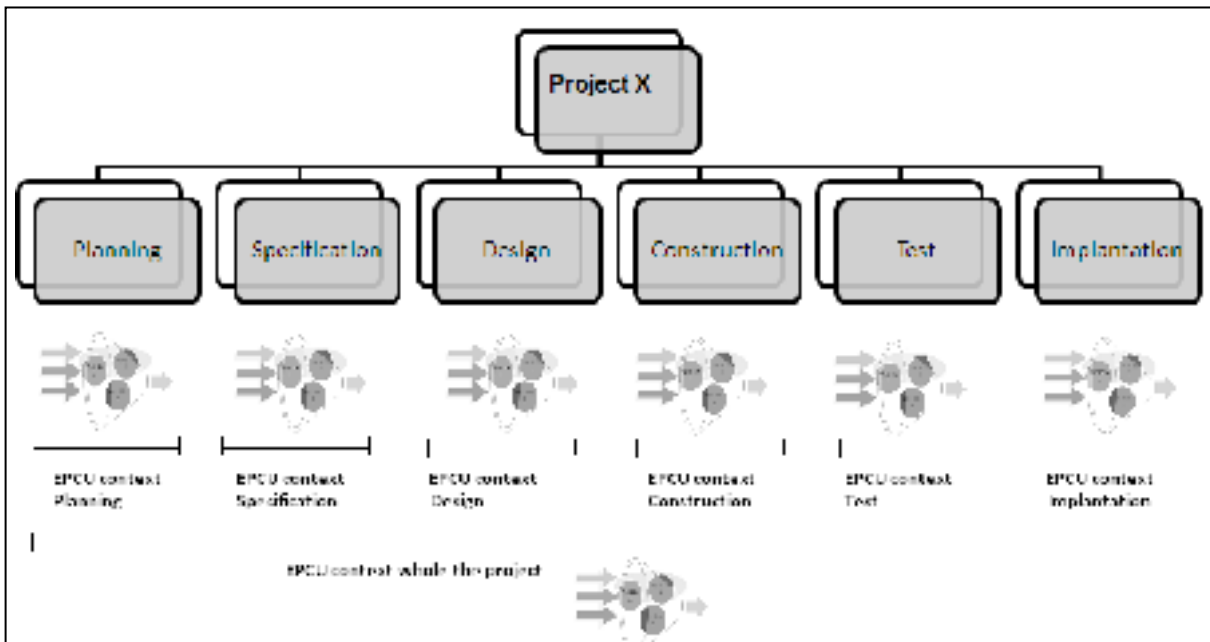 Project X
Planning
Specification
Design
Construction
Test
Implantation
EPCU context
Planning
EPCU context
Specification
EPCU context
Design
EPCU context
Construction
EPCU context
Test
EPCU context
Implantation
EPCU context whole the project